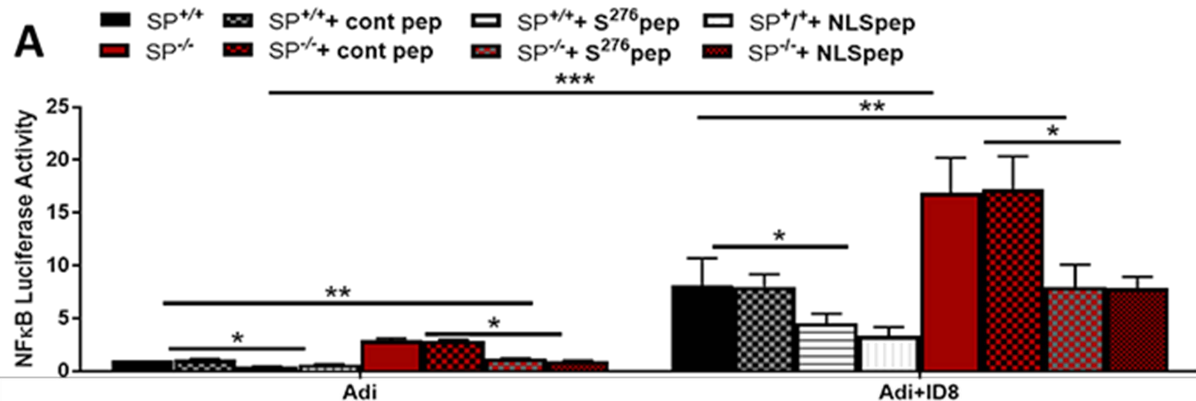 A
SP+/+ SP+/++ cont pep SP+/++ S276pep SP+/++ NLSpep
SP-/- SP-/-+ cont pep SP-/-+ S276pep SP-/-+ NLSpep
***
**
*
*
**
*
*
NFκB Luciferase Activity
25
20
15
10
5
0
Adi Adi+ID8